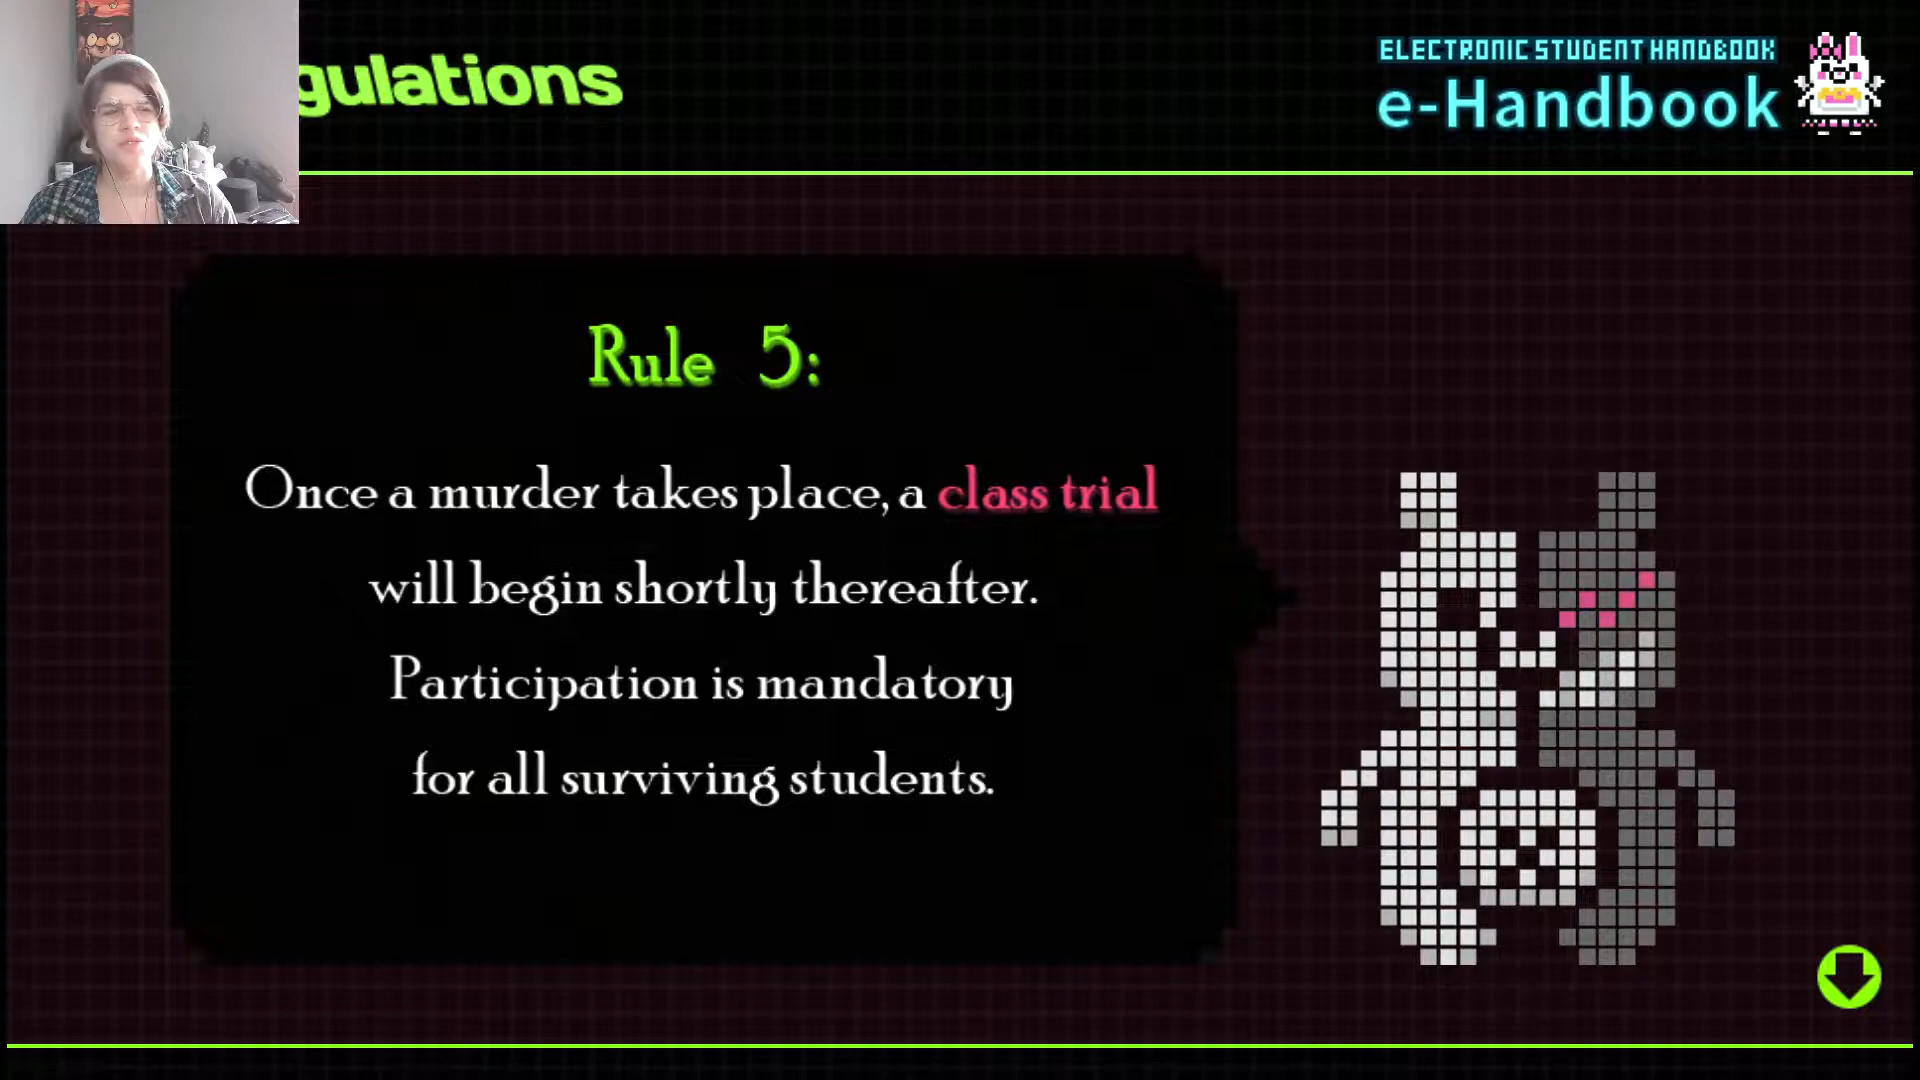 gulations
ELECTRONIC STUDENT HANDBOOK
e-Handbook
Rule 5:
Once a murder takes place, a class trial
will begin shortly thereafter.
Participation is mandatory
for all surviving students.